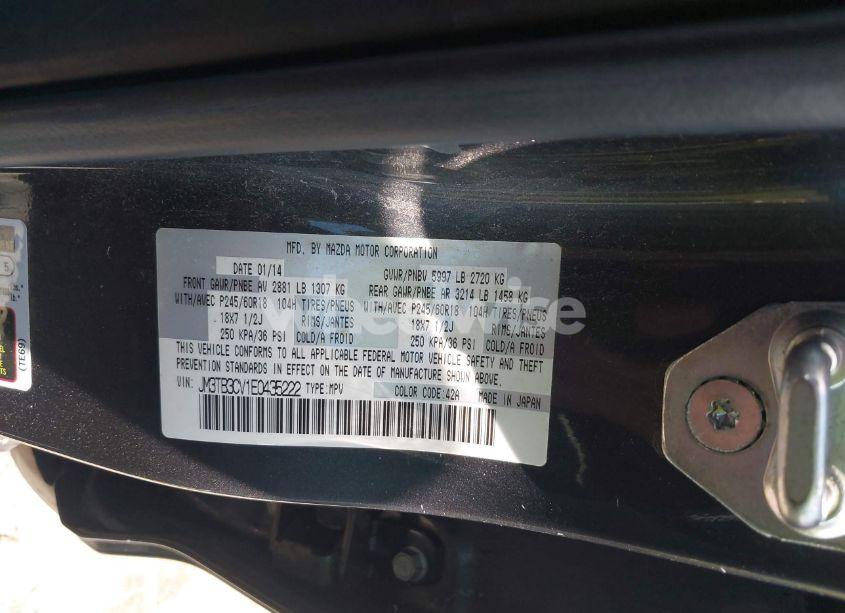 MFD. BY MAZDA MOTOR CORPORATION
DATE 01/14 GVWR/PNBV 5997 LB 2720 KG
FRONT GAWR/PNBE AV 2881 LB 1307 KG REAR GAWR/PNBE AR 3214 LB 1458 KG
WITH/AVEC P245/60R18 104H TIRES/PNEUS WITH/AVEC P245/60R18 104H TIRES/PNEUS
18X7 1/2J RIMS/JANTES 18X7 1/2J RIMS/JANTES
250 KPA/36 PSI COLD/A FROID 250 KPA/36 PSI COLD/A FROID
THIS VEHICLE CONFORMS TO ALL APPLICABLE FEDERAL MOTOR VEHICLE SAFETY AND THEFT
PREVENTION STANDARDS IN EFFECT ON THE DATE OF MANUFACTURE SHOWN ABOVE.
VIN: JM3TB3CV1E0435222 TYPE:MPV COLOR CODE:42A MADE IN JAPAN
(TE69)